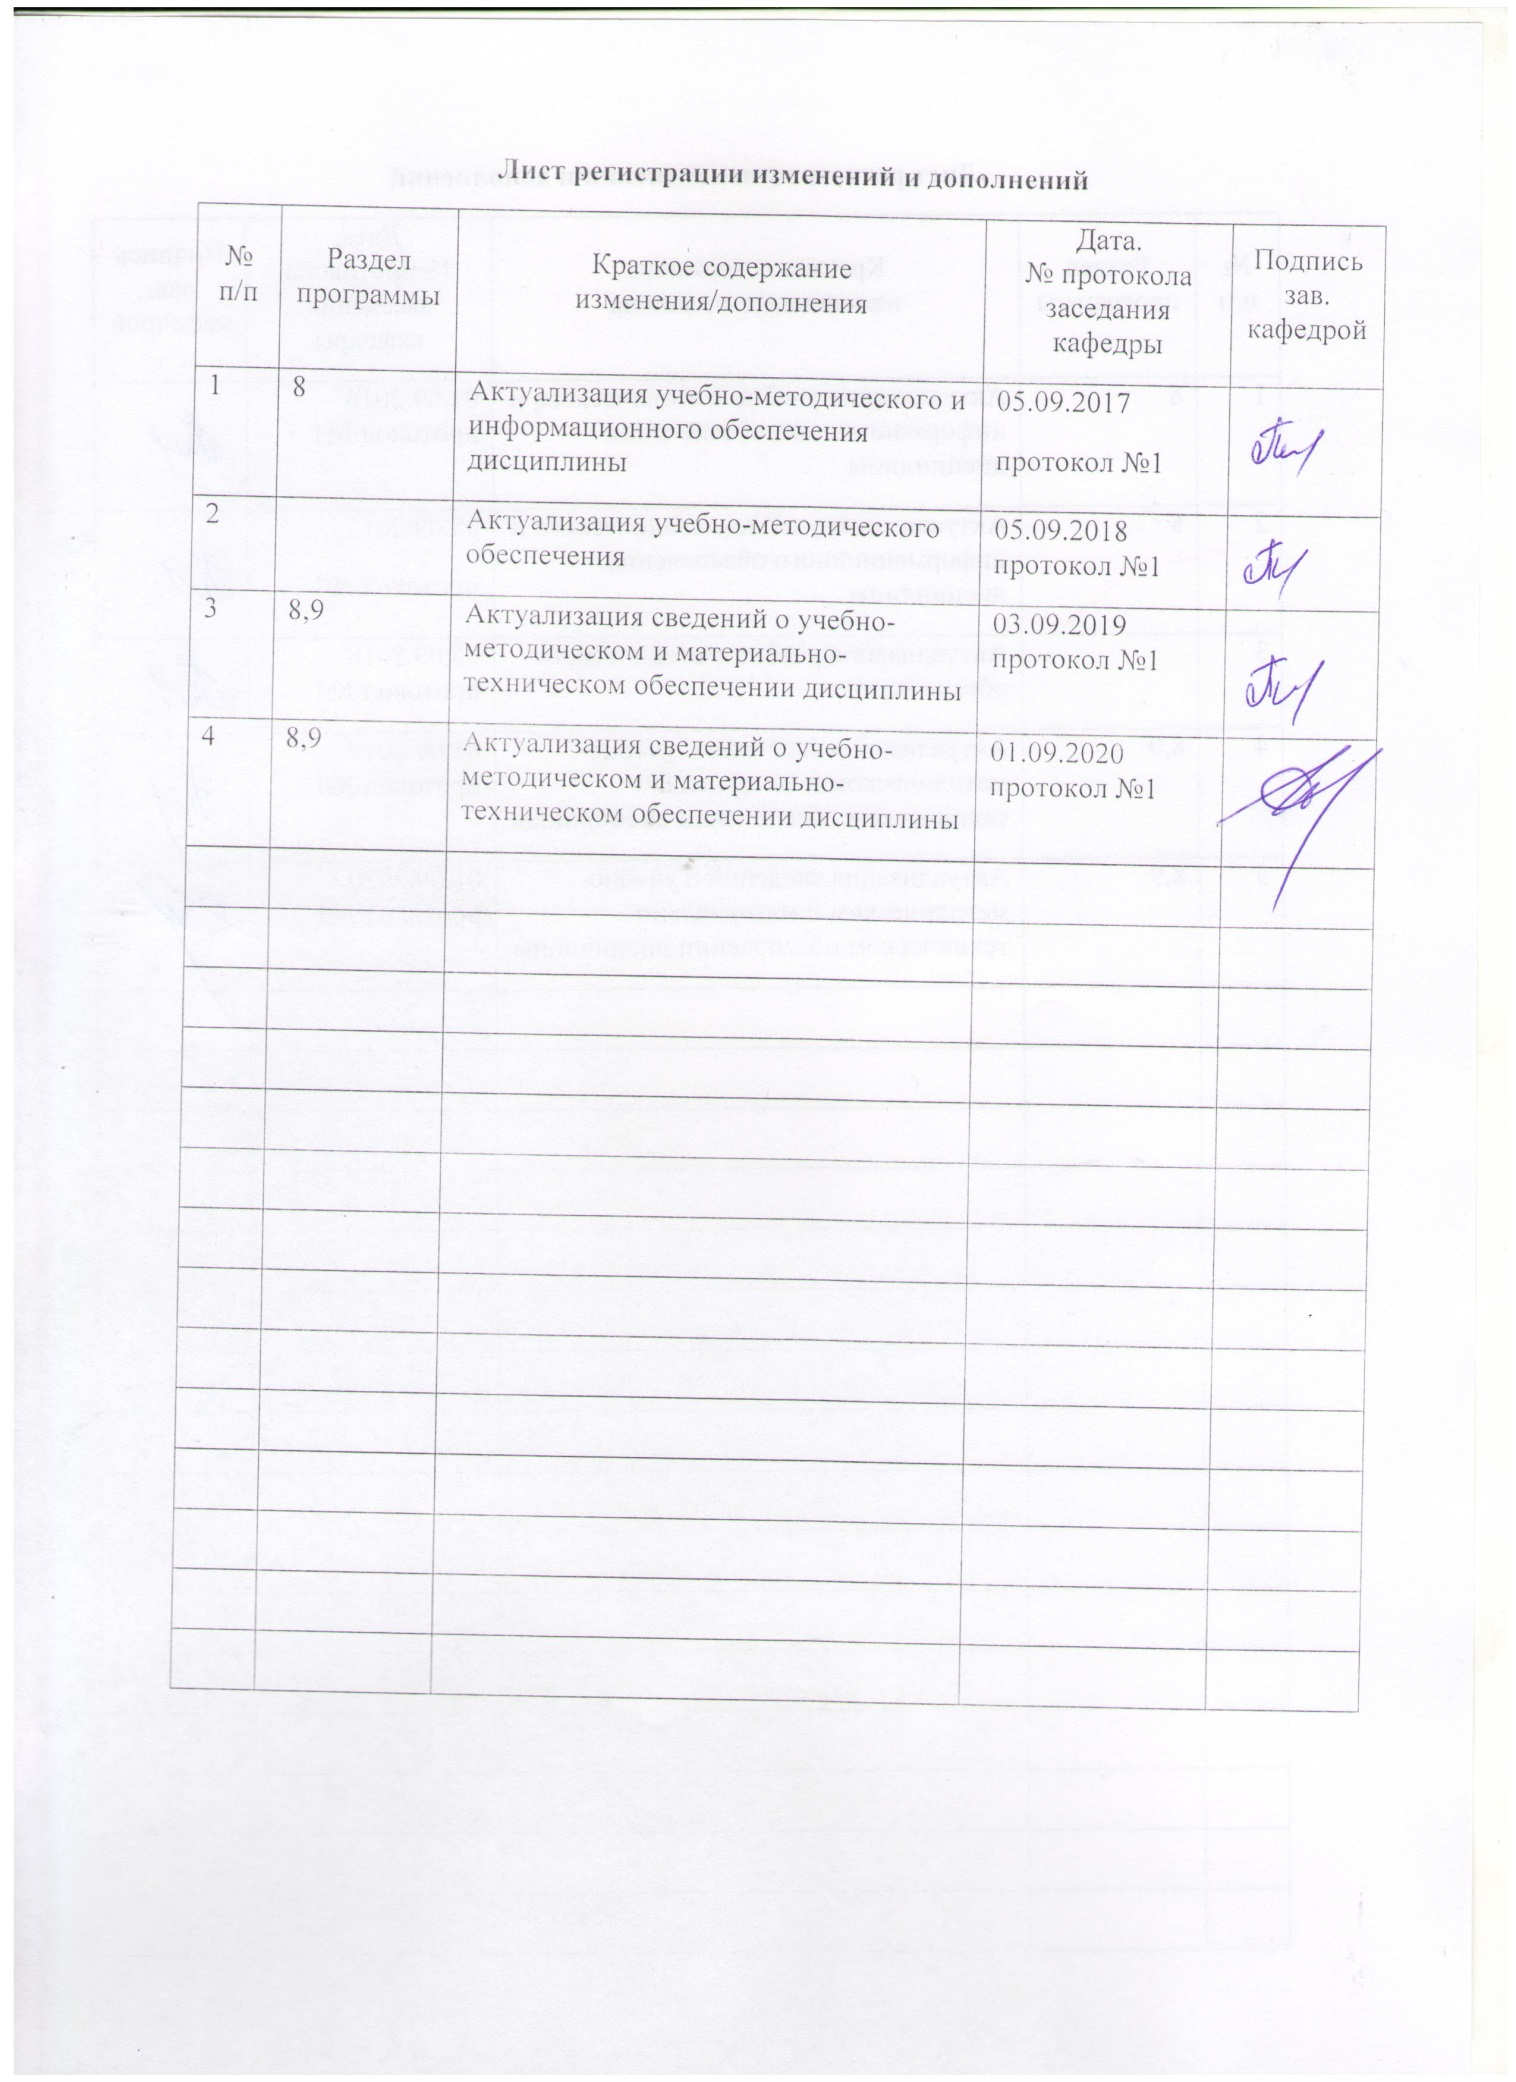 Лист регистрации изменений и дополнений
№ п/п
Раздел программы
Краткое содержание изменения/дополнения
Дата.
№ протокола
заседания
кафедры
Подпись
зав.
кафедрой
1
8
Актуализация учебно-методического и
информационного обеспечения
дисциплины
05.09.2017
протокол №1
2
Актуализация учебно-методического
обеспечения
05.09.2018
протокол №1
3
8,9
Актуализация сведений о учебно-
методическом и материально-
техническом обеспечении дисциплины
03.09.2019
протокол №1
4
8,9
Актуализация сведений о учебно-
методическом и материально-
техническом обеспечении дисциплины
01.09.2020
протокол №1